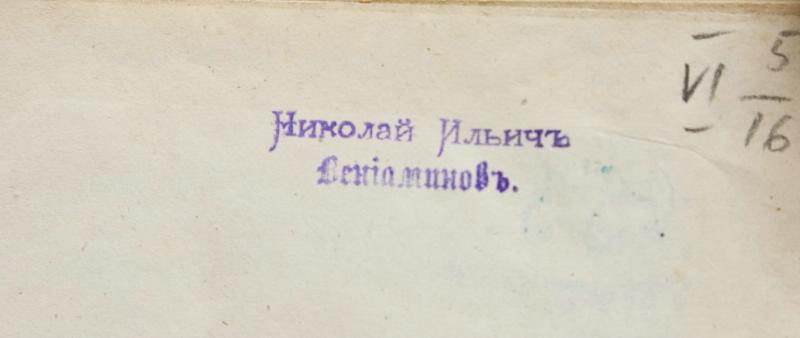 VI 5/16
Николай Ильичъ
Веніаминовъ.